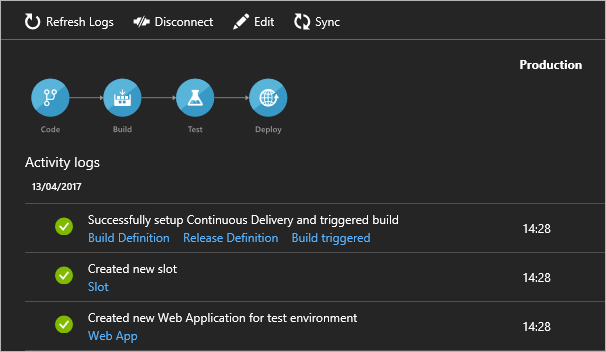 Refresh Logs Disconnect Edit Sync
Production
Code Build Test Deploy
Activity logs
13/04/2017
Successfully setup Continuous Delivery and triggered build
Build Definition Release Definition Build triggered
14:28
Created new slot
Slot
14:28
Created new Web Application for test environment
Web App
14:28